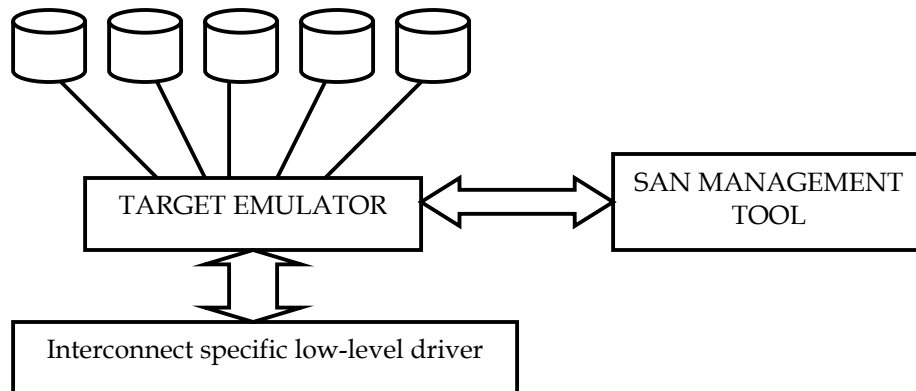 TARGET EMULATOR
SAN MANAGEMENT
TOOL
Interconnect specific low-level driver